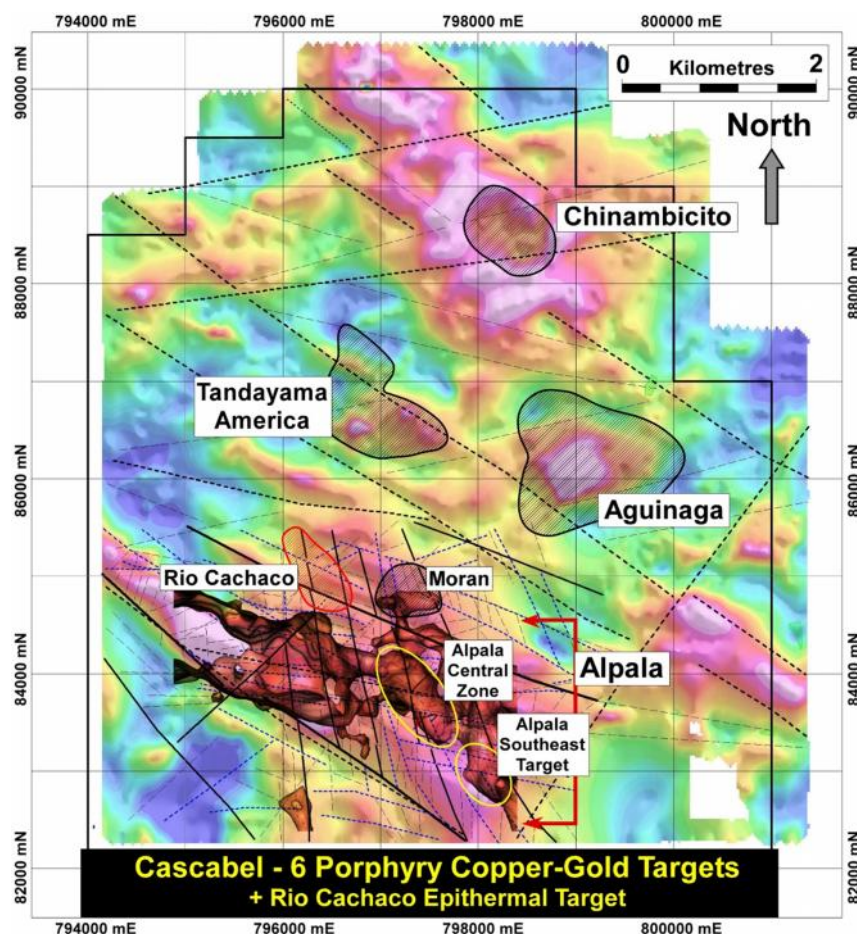 794000 mE
796000 mE
798000 mE
800000 mE
90000 mN
90000 mN
0 Kilometres 2
North
Chinambicito
88000 mN
88000 mN
Tandayama
America
86000 mN
86000 mN
Aguinaga
Rio Cachaco
Moran
Alpala
Central
Zone
Alpala
84000 mN
84000 mN
Alpala
Southeast
Target
82000 mN
82000 mN
Cascabel - 6 Porphyry Copper-Gold Targets
+ Rio Cachaco Epithermal Target
794000 mE
796000 mE
798000 mE
800000 mE